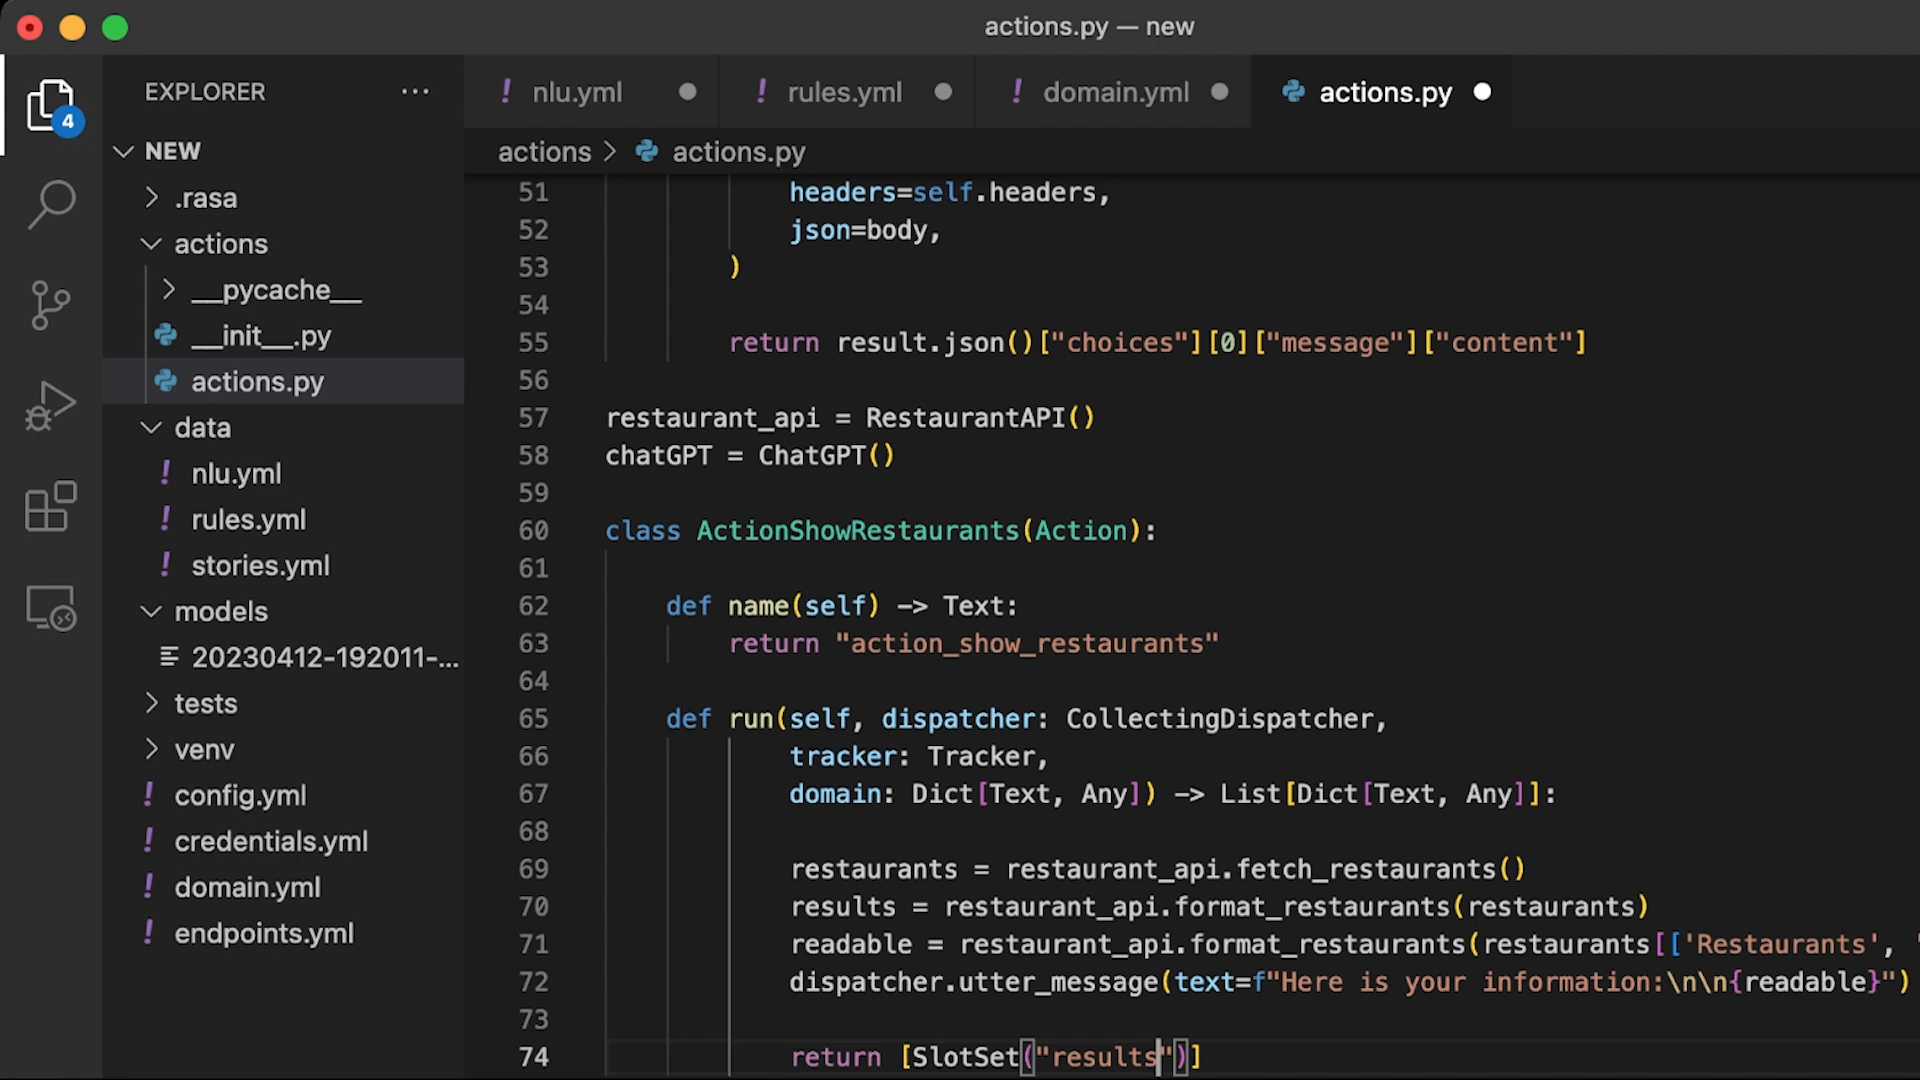 actions.py — new
EXPLORER ···
nlu.yml
rules.yml
domain.yml
actions.py
4
NEW
.rasa
actions
__pycache__
__init__.py
actions.py
data
nlu.yml
rules.yml
stories.yml
models
20230412-192011-...
tests
venv
config.yml
credentials.yml
domain.yml
endpoints.yml
actions > actions.py
51 headers=self.headers,
52 json=body,
53 )
54
55 return result.json()["choices"][0]["message"]["content"]
56
57 restaurant_api = RestaurantAPI()
58 chatGPT = ChatGPT()
59
60 class ActionShowRestaurants(Action):
61
62 def name(self) -> Text:
63 return "action_show_restaurants"
64
65 def run(self, dispatcher: CollectingDispatcher,
66 tracker: Tracker,
67 domain: Dict[Text, Any]) -> List[Dict[Text, Any]]:
68
69 restaurants = restaurant_api.fetch_restaurants()
70 results = restaurant_api.format_restaurants(restaurants)
71 readable = restaurant_api.format_restaurants(restaurants[['Restaurants', '
72 dispatcher.utter_message(text=f"Here is your information:\n\n{readable}")
73
74 return [SlotSet("results")]